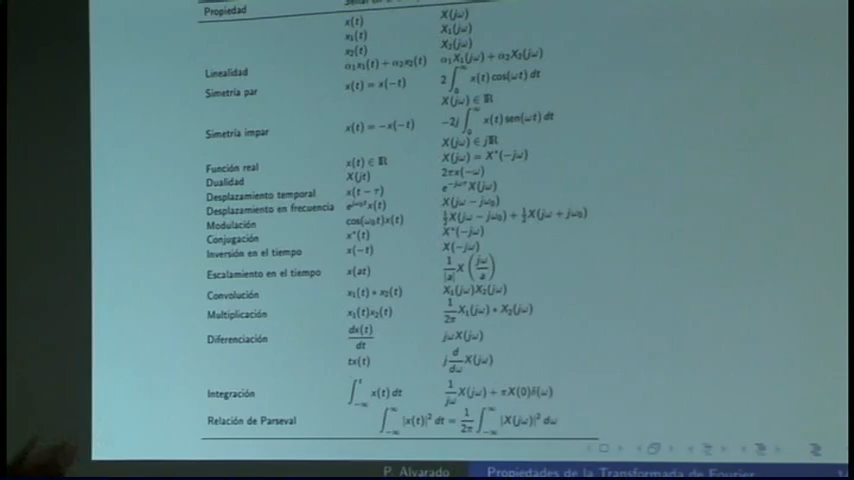 Propiedad
x(t) X(jω)
x₁(t) X₁(jω)
x₂(t) X₂(jω)
Linealidad α₁x₁(t) + α₂x₂(t) α₁X₁(jω) + α₂X₂(jω)
Simetría par x(t) = x(−t) 2∫₀^∞ x(t) cos(ωt) dt
X(jω) ∈ ℝ
Simetría impar x(t) = −x(−t) −2j∫₀^∞ x(t) sen(ωt) dt
X(jω) ∈ jℝ
Función real x(t) ∈ ℝ X(jω) = X*(−jω)
Dualidad X(jt) 2πx(−ω)
Desplazamiento temporal x(t − τ) e^{−jωτ}X(jω)
Desplazamiento en frecuencia e^{jω₀t}x(t) X(jω − jω₀)
Modulación cos(ω₀t)x(t) ½X(jω − jω₀) + ½X(jω + jω₀)
Conjugación x*(t) X*(−jω)
Inversión en el tiempo x(−t) X(−jω)
Escalamiento en el tiempo x(at) 1/|a| X(jω/a)
Convolución x₁(t) ∗ x₂(t) X₁(jω)X₂(jω)
Multiplicación x₁(t)x₂(t) 1/2π X₁(jω) ∗ X₂(jω)
Diferenciación dx(t)/dt jωX(jω)
tx(t) j d/dω X(jω)
Integración ∫_{−∞}^t x(t) dt 1/jω X(jω) + πX(0)δ(ω)
Relación de Parseval ∫_{−∞}^∞ |x(t)|² dt = 1/2π ∫_{−∞}^∞ |X(jω)|² dω
P. Alvarado Propiedades de la Transformada de Fourier